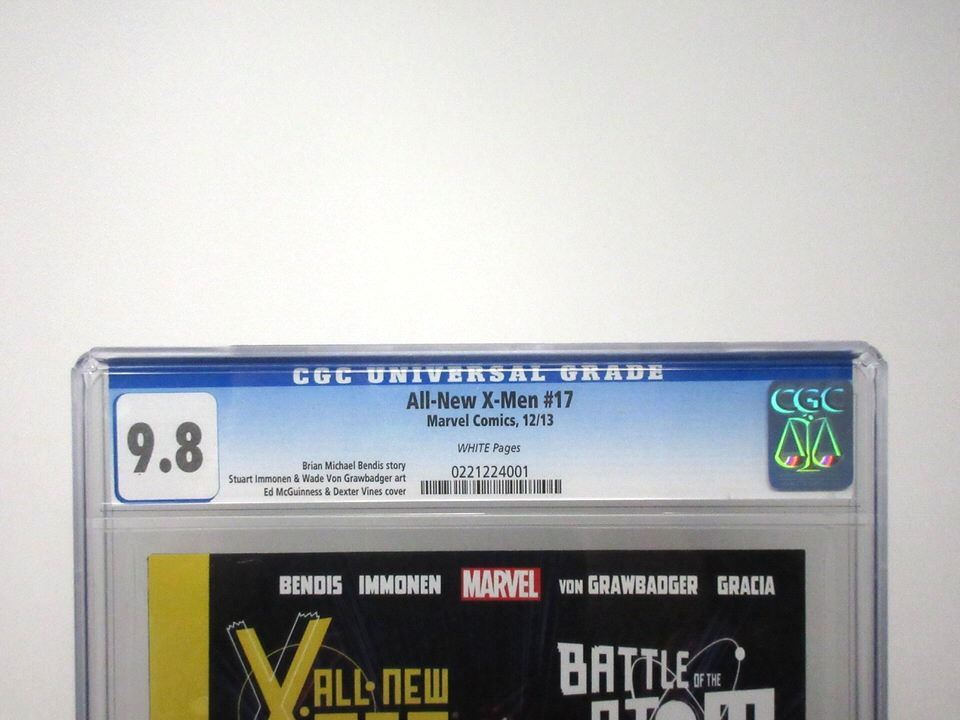 CGC UNIVERSAL GRADE
9.8
All-New X-Men #17
Marvel Comics, 12/13
WHITE Pages
Brian Michael Bendis story
Stuart Immonen & Wade Von Grawbadger art
Ed McGuinness & Dexter Vines cover
0221224001
CGC
BENDIS IMMONEN MARVEL VON GRAWBADGER GRACIA
X ALL-NEW
BATTLE OF THE
ATOM